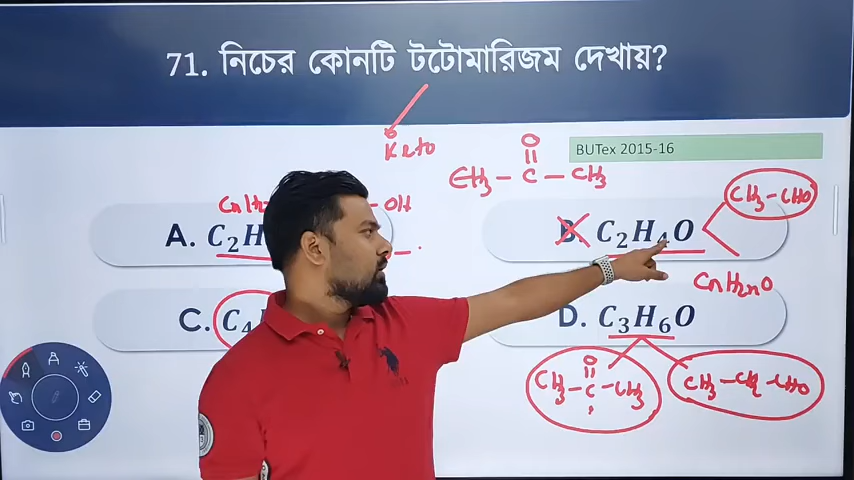 71. নিচের কোনটি টটোমারিজম দেখায়?
Keto
BUTex 2015-16
O
CH₃ - C - CH₃
CH₃ - CHO
- OH
A. C₂H
B. C₂H₄O
CnH₂nO
C. C₄
D. C₃H₆O
O
CH₃ - C - CH₃
CH₃ - CH₂ - CHO